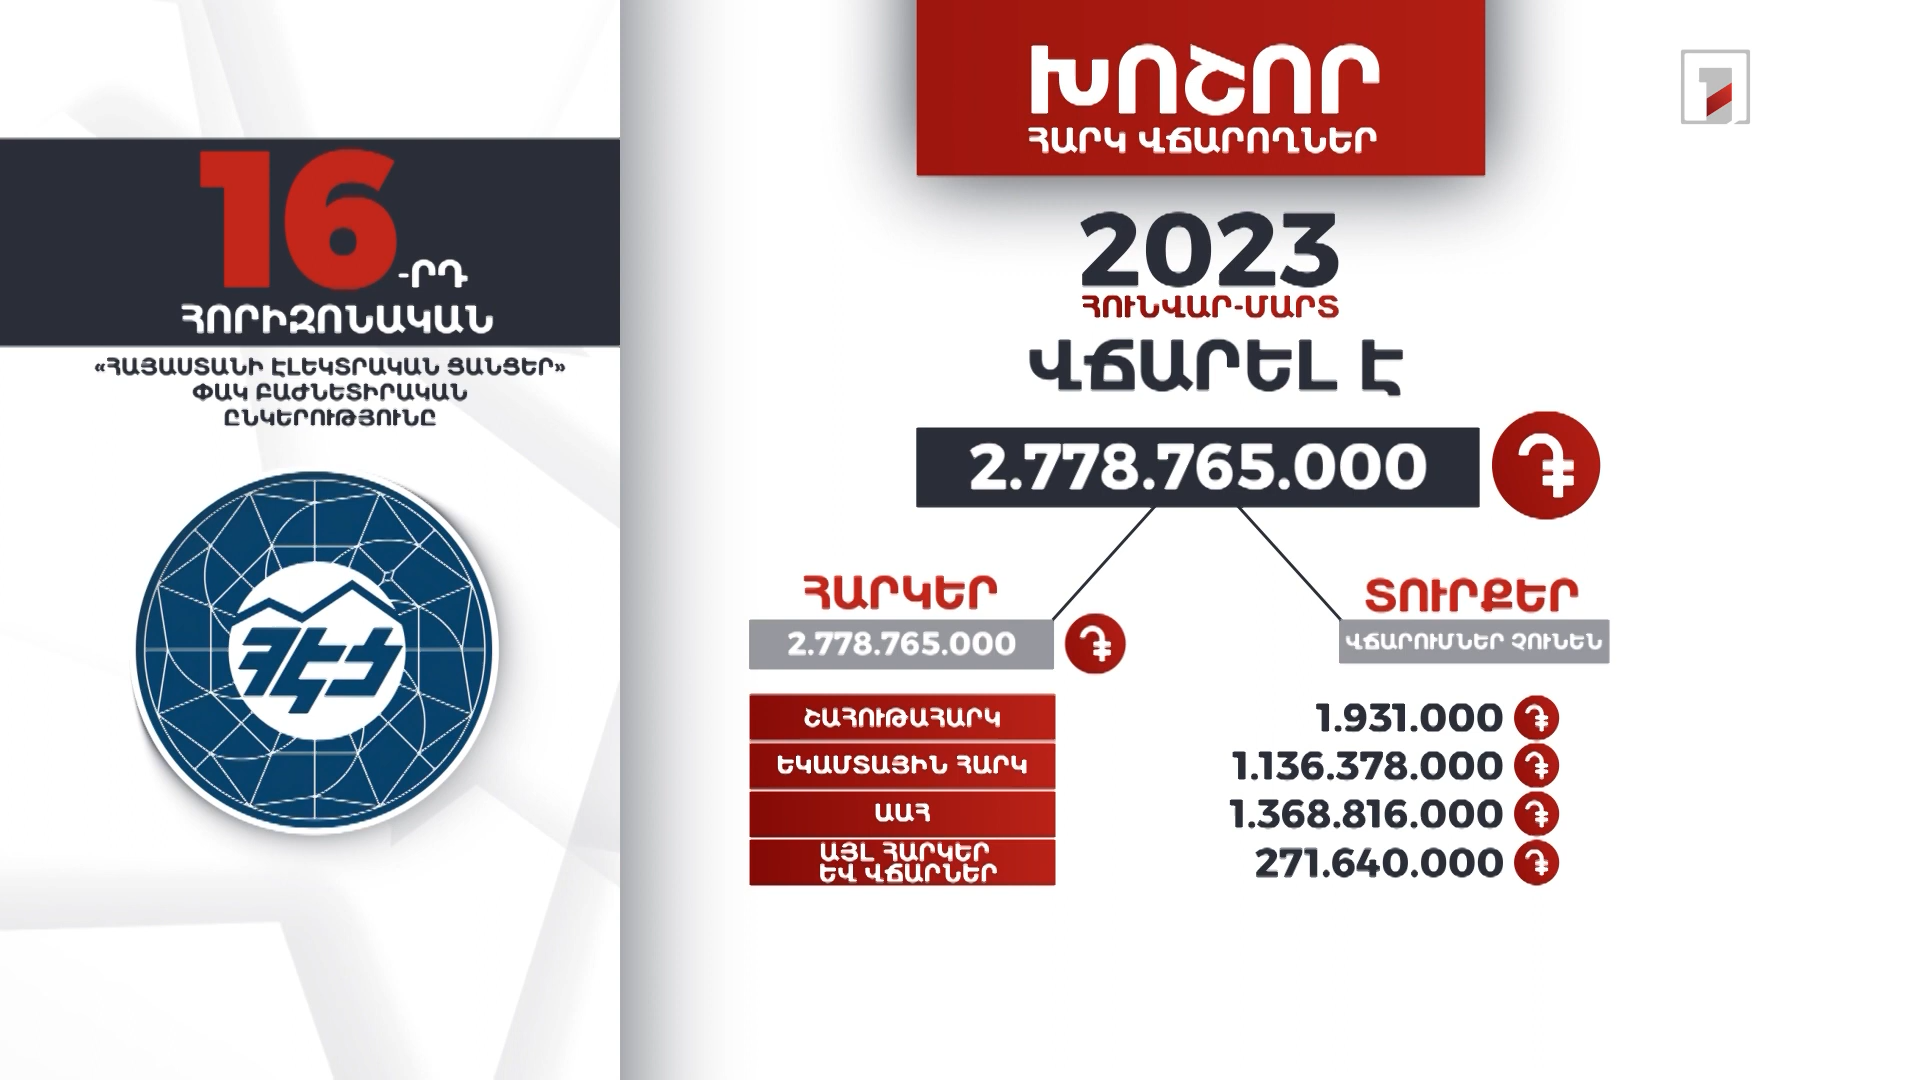 16-ՐԴ
ՀՈՐԻԶՈՆԱԿԱՆ
«ՀԱՅԱՍՏԱՆԻ ԷԼԵԿՏՐԱԿԱՆ ՑԱՆՑԵՐ»
ՓԱԿ ԲԱԺՆԵՏԻՐԱԿԱՆ
ԸՆԿԵՐՈՒԹՅՈՒՆԸ
ՀԷՑ
ԽՈՇՈՐ
ՀԱՐԿ ՎՃԱՐՈՂՆԵՐ
1
2023
ՀՈՒՆՎԱՐ-ՄԱՐՏ
ՎՃԱՐԵԼ Է
2.778.765.000 ֏
ՀԱՐԿԵՐ
2.778.765.000 ֏
ՏՈՒՐՔԵՐ
ՎՃԱՐՈՒՄՆԵՐ ՉՈՒՆԵՆ
ՇԱՀՈՒԹԱՀԱՐԿ 1.931.000 ֏
ԵԿԱՄՏԱՅԻՆ ՀԱՐԿ 1.136.378.000 ֏
ԱԱՀ 1.368.816.000 ֏
ԱՅԼ ՀԱՐԿԵՐ
ԵՎ ՎՃԱՐՆԵՐ 271.640.000 ֏